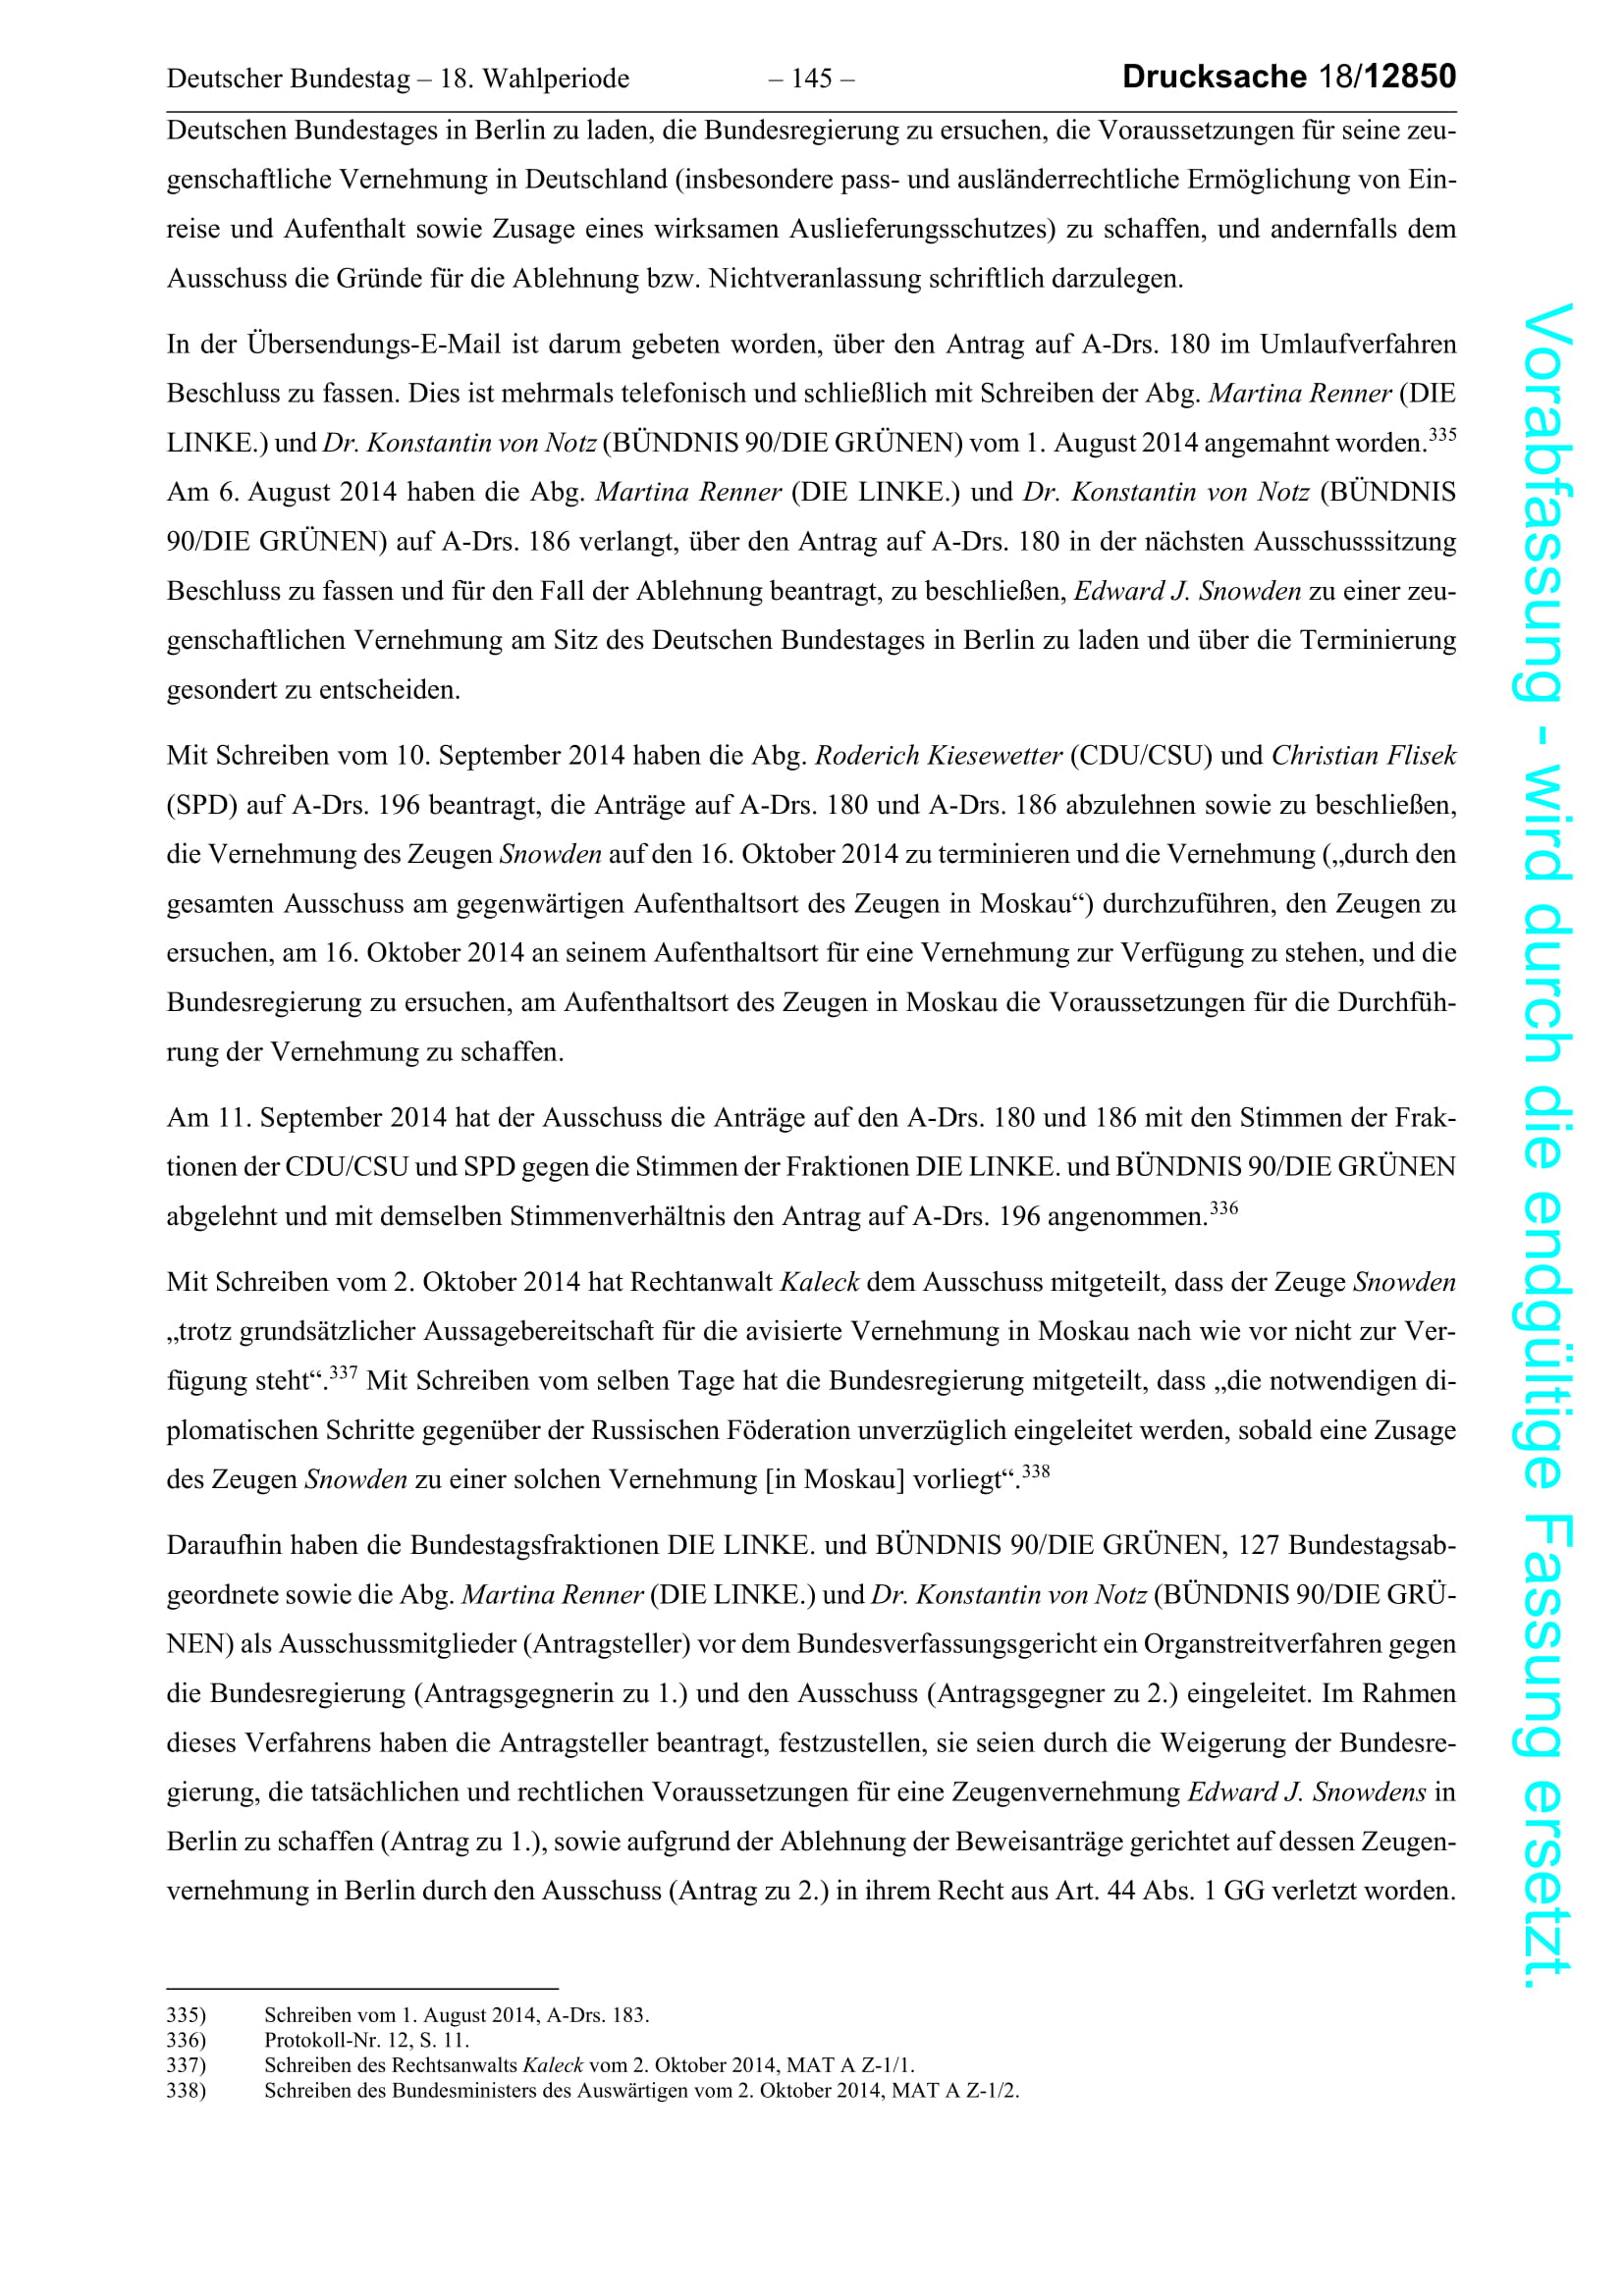 Deutscher Bundestag – 18. Wahlperiode – 145 – Drucksache 18/12850
Deutschen Bundestages in Berlin zu laden, die Bundesregierung zu ersuchen, die Voraussetzungen für seine zeu-
genschaftliche Vernehmung in Deutschland (insbesondere pass- und ausländerrechtliche Ermöglichung von Ein-
reise und Aufenthalt sowie Zusage eines wirksamen Auslieferungsschutzes) zu schaffen, und andernfalls dem
Ausschuss die Gründe für die Ablehnung bzw. Nichtveranlassung schriftlich darzulegen.
In der Übersendungs-E-Mail ist darum gebeten worden, über den Antrag auf A-Drs. 180 im Umlaufverfahren
Beschluss zu fassen. Dies ist mehrmals telefonisch und schließlich mit Schreiben der Abg. Martina Renner (DIE
LINKE.) und Dr. Konstantin von Notz (BÜNDNIS 90/DIE GRÜNEN) vom 1. August 2014 angemahnt worden.335
Am 6. August 2014 haben die Abg. Martina Renner (DIE LINKE.) und Dr. Konstantin von Notz (BÜNDNIS
90/DIE GRÜNEN) auf A-Drs. 186 verlangt, über den Antrag auf A-Drs. 180 in der nächsten Ausschusssitzung
Beschluss zu fassen und für den Fall der Ablehnung beantragt, zu beschließen, Edward J. Snowden zu einer zeu-
genschaftlichen Vernehmung am Sitz des Deutschen Bundestages in Berlin zu laden und über die Terminierung
gesondert zu entscheiden.
Mit Schreiben vom 10. September 2014 haben die Abg. Roderich Kiesewetter (CDU/CSU) und Christian Flisek
(SPD) auf A-Drs. 196 beantragt, die Anträge auf A-Drs. 180 und A-Drs. 186 abzulehnen sowie zu beschließen,
die Vernehmung des Zeugen Snowden auf den 16. Oktober 2014 zu terminieren und die Vernehmung („durch den
gesamten Ausschuss am gegenwärtigen Aufenthaltsort des Zeugen in Moskau“) durchzuführen, den Zeugen zu
ersuchen, am 16. Oktober 2014 an seinem Aufenthaltsort für eine Vernehmung zur Verfügung zu stehen, und die
Bundesregierung zu ersuchen, am Aufenthaltsort des Zeugen in Moskau die Voraussetzungen für die Durchfüh-
rung der Vernehmung zu schaffen.
Am 11. September 2014 hat der Ausschuss die Anträge auf den A-Drs. 180 und 186 mit den Stimmen der Frak-
tionen der CDU/CSU und SPD gegen die Stimmen der Fraktionen DIE LINKE. und BÜNDNIS 90/DIE GRÜNEN
abgelehnt und mit demselben Stimmenverhältnis den Antrag auf A-Drs. 196 angenommen.336
Mit Schreiben vom 2. Oktober 2014 hat Rechtanwalt Kaleck dem Ausschuss mitgeteilt, dass der Zeuge Snowden
„trotz grundsätzlicher Aussagebereitschaft für die avisierte Vernehmung in Moskau nach wie vor nicht zur Ver-
fügung steht“.337 Mit Schreiben vom selben Tage hat die Bundesregierung mitgeteilt, dass „die notwendigen di-
plomatischen Schritte gegenüber der Russischen Föderation unverzüglich eingeleitet werden, sobald eine Zusage
des Zeugen Snowden zu einer solchen Vernehmung [in Moskau] vorliegt“.338
Daraufhin haben die Bundestagsfraktionen DIE LINKE. und BÜNDNIS 90/DIE GRÜNEN, 127 Bundestagsab-
geordnete sowie die Abg. Martina Renner (DIE LINKE.) und Dr. Konstantin von Notz (BÜNDNIS 90/DIE GRÜ-
NEN) als Ausschussmitglieder (Antragsteller) vor dem Bundesverfassungsgericht ein Organstreitverfahren gegen
die Bundesregierung (Antragsgegnerin zu 1.) und den Ausschuss (Antragsgegner zu 2.) eingeleitet. Im Rahmen
dieses Verfahrens haben die Antragsteller beantragt, festzustellen, sie seien durch die Weigerung der Bundesre-
gierung, die tatsächlichen und rechtlichen Voraussetzungen für eine Zeugenvernehmung Edward J. Snowdens in
Berlin zu schaffen (Antrag zu 1.), sowie aufgrund der Ablehnung der Beweisanträge gerichtet auf dessen Zeugen-
vernehmung in Berlin durch den Ausschuss (Antrag zu 2.) in ihrem Recht aus Art. 44 Abs. 1 GG verletzt worden.
335) Schreiben vom 1. August 2014, A-Drs. 183.
336) Protokoll-Nr. 12, S. 11.
337) Schreiben des Rechtsanwalts Kaleck vom 2. Oktober 2014, MAT A Z-1/1.
338) Schreiben des Bundesministers des Auswärtigen vom 2. Oktober 2014, MAT A Z-1/2.
Vorabfassung - wird durch die endgültige Fassung ersetzt.